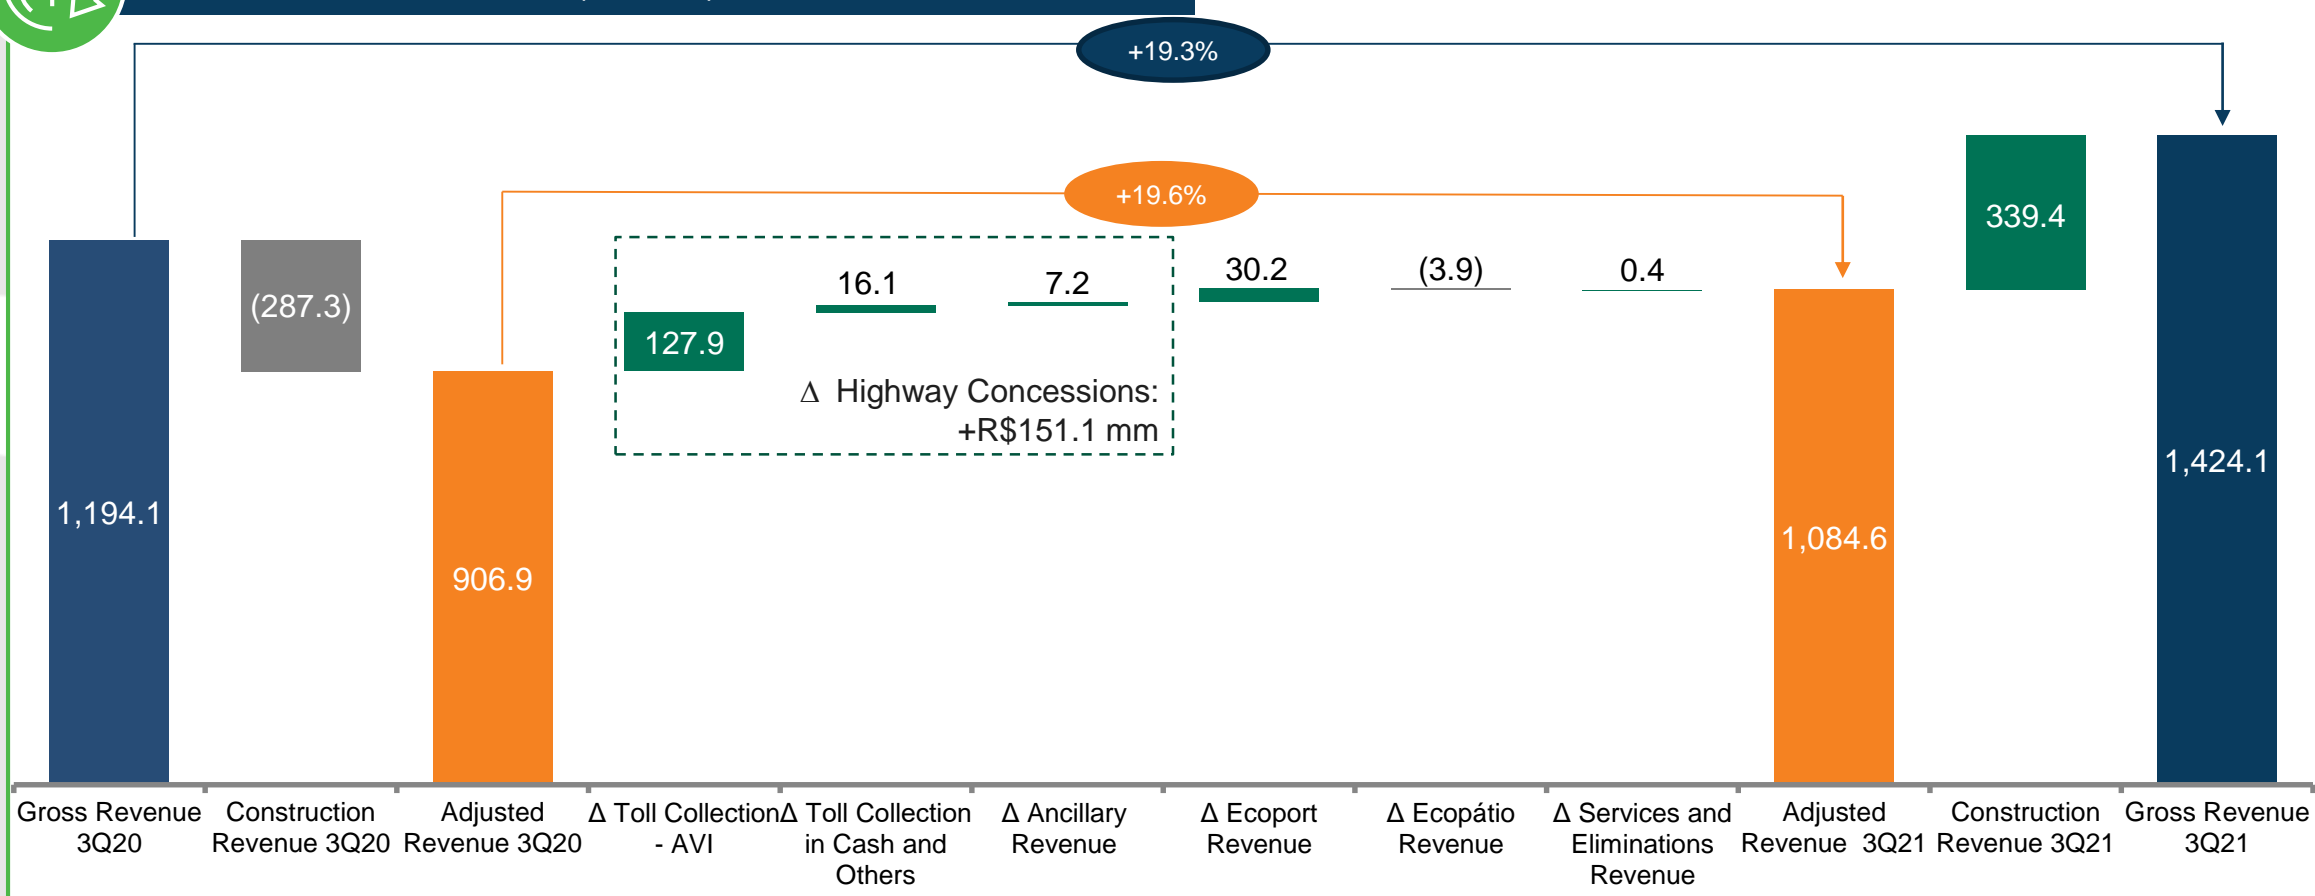 +19.3%
+19.6%
339.4
(287.3)
127.9
16.1
7.2
30.2
(3.9)
0.4
Δ Highway Concessions:
+R$151.1 mm
1,194.1
906.9
1,084.6
1,424.1
Gross Revenue
3Q20
Construction
Revenue 3Q20
Adjusted
Revenue 3Q20
Δ Toll Collection
- AVI
Δ Toll Collection
in Cash and
Others
Δ Ancillary
Revenue
Δ Ecoport
Revenue
Δ Ecopátio
Revenue
Δ Services and
Eliminations
Revenue
Adjusted
Revenue 3Q21
Construction
Revenue 3Q21
Gross Revenue
3Q21